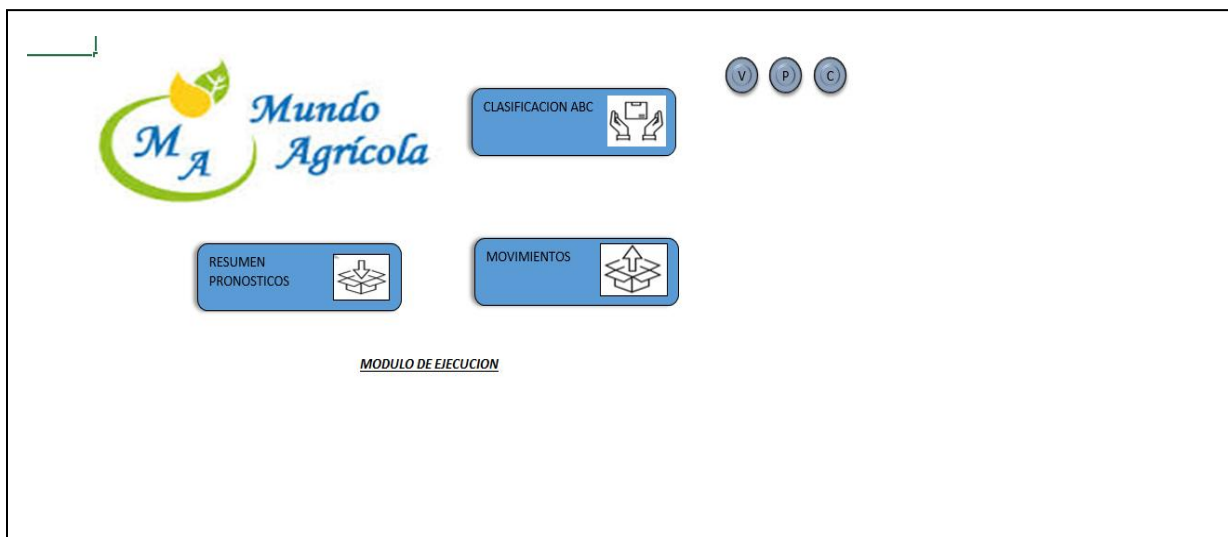 V P C
M A
Mundo
Agrícola
CLASIFICACION ABC
RESUMEN
PRONOSTICOS
MOVIMIENTOS
MODULO DE EJECUCION